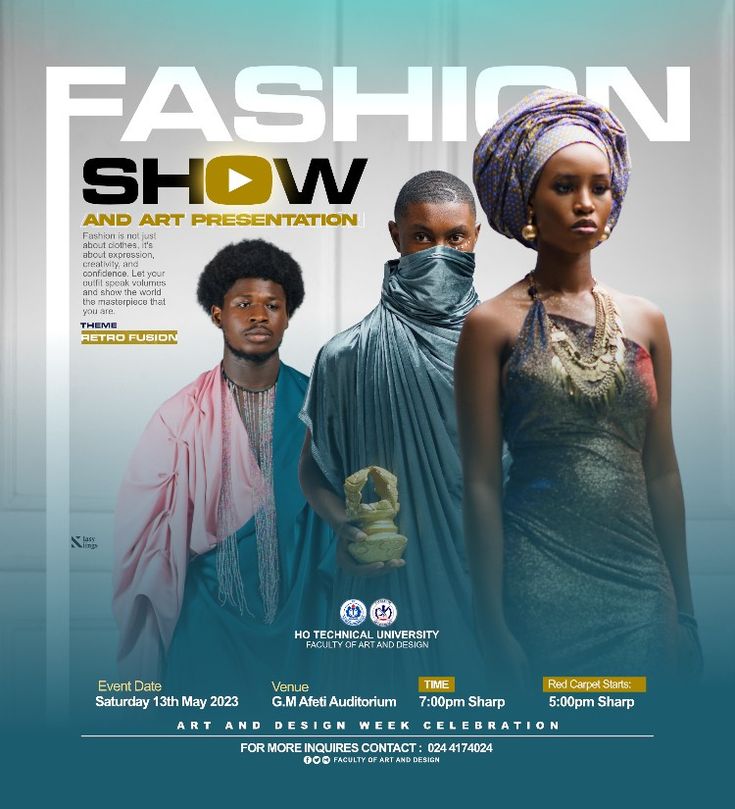 FASHION
SHOW
AND ART PRESENTATION
Fashion is not just
about clothes, it's
about expression,
creativity, and
confidence. Let your
outfit speak volumes
and show the world
the masterpiece that
you are.
THEME
RETRO FUSION
HO TECHNICAL UNIVERSITY
FACULTY OF ART AND DESIGN
Event Date
Saturday 13th May 2023
Venue
G.M Afeti Auditorium
TIME
7:00pm Sharp
Red Carpet Starts:
5:00pm Sharp
ART AND DESIGN WEEK CELEBRATION
FOR MORE INQUIRES CONTACT : 024 4174024
FACULTY OF ART AND DESIGN